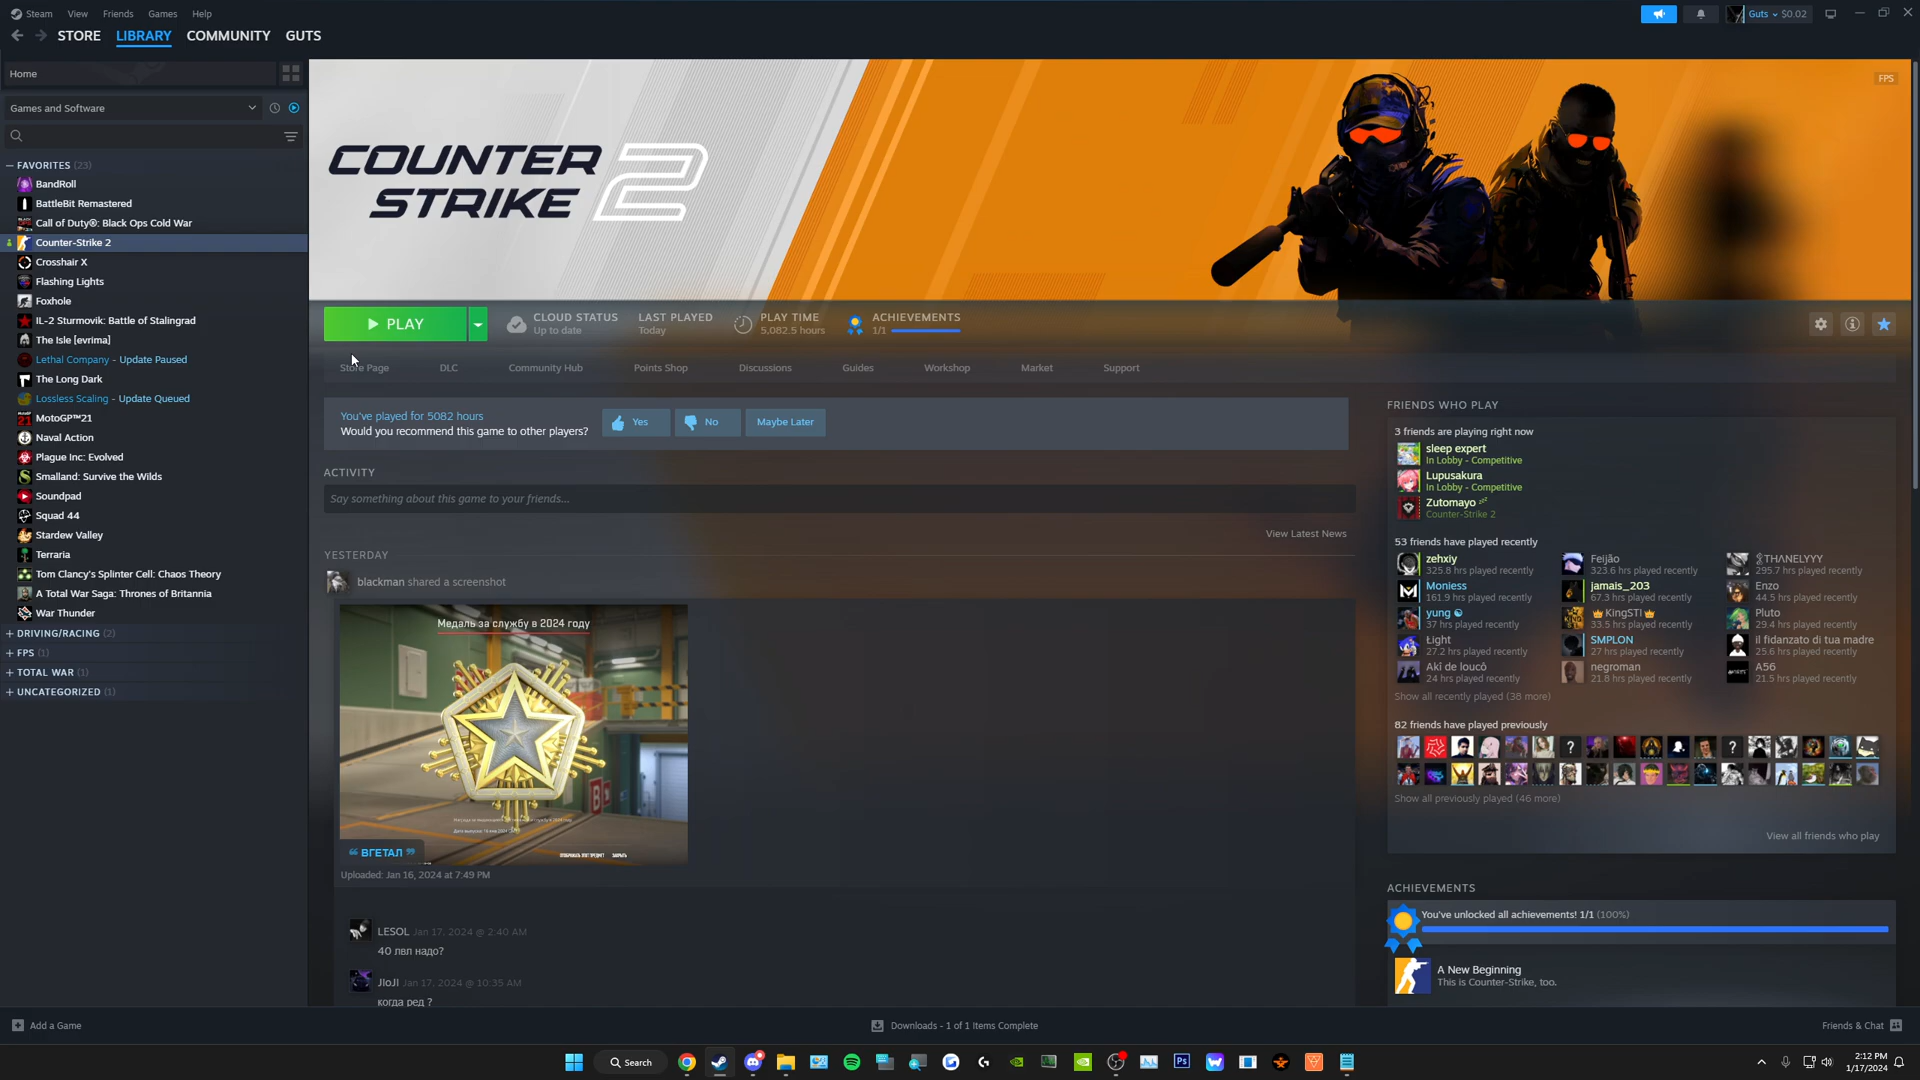 Steam View Friends Games Help
Guts $0.02
STORE LIBRARY COMMUNITY GUTS
Home
Games and Software
FAVORITES (23)
BandRoll
BattleBit Remastered
Call of Duty®: Black Ops Cold War
Counter-Strike 2
Crosshair X
Flashing Lights
Foxhole
IL-2 Sturmovik: Battle of Stalingrad
The Isle [evrima]
Lethal Company - Update Paused
The Long Dark
Lossless Scaling - Update Queued
MotoGP™21
Naval Action
Plague Inc: Evolved
Smalland: Survive the Wilds
Soundpad
Squad 44
Stardew Valley
Terraria
Tom Clancy's Splinter Cell: Chaos Theory
A Total War Saga: Thrones of Britannia
War Thunder
DRIVING/RACING (2)
FPS (1)
TOTAL WAR (1)
UNCATEGORIZED (1)
FPS
COUNTER
STRIKE 2
PLAY
CLOUD STATUS
Up to date
LAST PLAYED
Today
PLAY TIME
5,082.5 hours
ACHIEVEMENTS
1/1
Store Page DLC Community Hub Points Shop Discussions Guides Workshop Market Support
You've played for 5082 hours
Would you recommend this game to other players?
Yes No Maybe Later
ACTIVITY
Say something about this game to your friends...
View Latest News
YESTERDAY
blackman shared a screenshot
Медаль за службу в 2024 году
ВГЕТАЛ
Uploaded: Jan 16, 2024 at 7:49 PM
LESOL Jan 17, 2024 @ 2:40 AM
40 лвл надо?
JloJl Jan 17, 2024 @ 10:35 AM
когда ред ?
FRIENDS WHO PLAY
3 friends are playing right now
sleep expert
In Lobby - Competitive
Lupusakura
In Lobby - Competitive
Zutomayo
Counter-Strike 2
53 friends have played recently
zehxiy
325.8 hrs played recently
Feijão
323.6 hrs played recently
THΛNELYYY
295.7 hrs played recently
Moniess
161.9 hrs played recently
jamais_203
67.3 hrs played recently
Enzo
44.5 hrs played recently
yung
37 hrs played recently
KingSTI
33.5 hrs played recently
Pluto
29.4 hrs played recently
Łight
27.2 hrs played recently
SMPLON
27 hrs played recently
il fidanzato di tua madre
25.6 hrs played recently
Akî de loucô
24 hrs played recently
negroman
21.8 hrs played recently
A56
21.5 hrs played recently
Show all recently played (38 more)
82 friends have played previously
Show all previously played (46 more)
View all friends who play
ACHIEVEMENTS
You've unlocked all achievements! 1/1 (100%)
A New Beginning
This is Counter-Strike, too.
Add a Game
Downloads - 1 of 1 Items Complete
Friends & Chat
Search
2:12 PM
1/17/2024